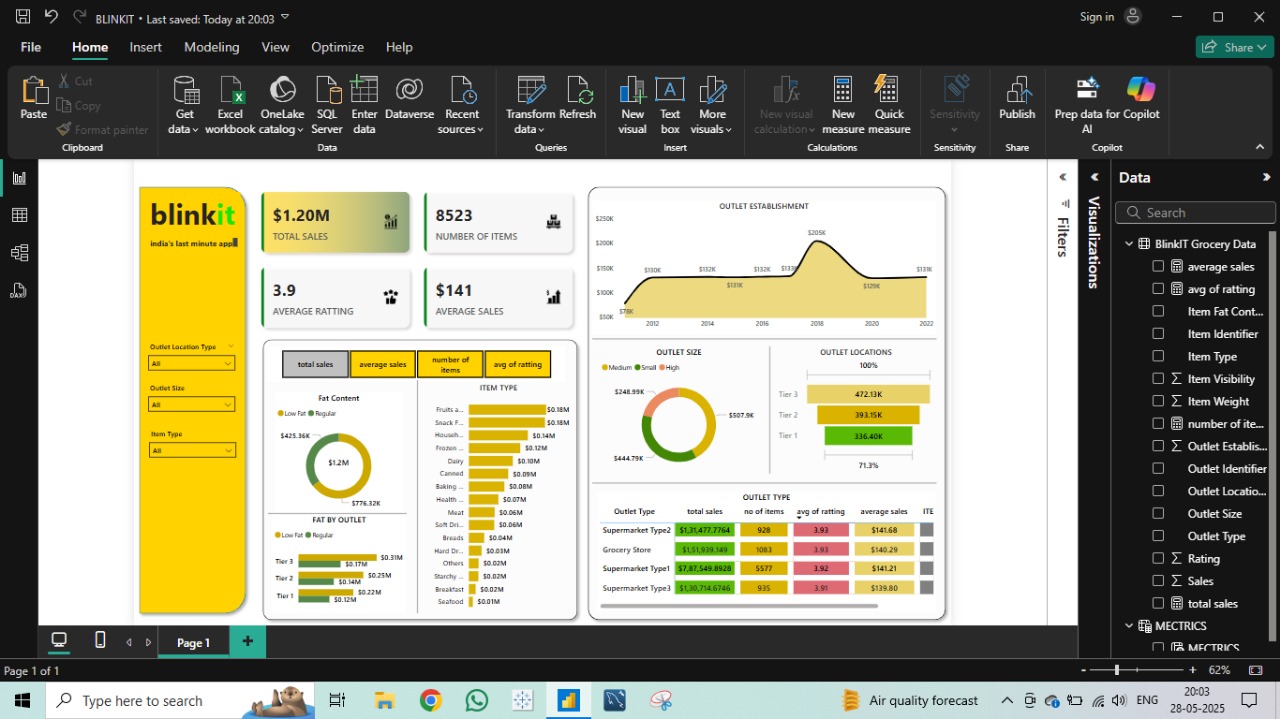 BLINKIT • Last saved: Today at 20:03
Sign in
File Home Insert Modeling View Optimize Help
Share
Paste
Cut
Copy
Format painter
Clipboard
Get data
Excel workbook
OneLake catalog
SQL Server
Enter data
Dataverse
Recent sources
Data
Transform data
Refresh
Queries
New visual
Text box
More visuals
Insert
New visual calculation
New measure
Quick measure
Calculations
Sensitivity
Sensitivity
Publish
Share
Prep data for AI
Copilot
Copilot
blinkit
india's last minute app
Outlet Location Type
All
Outlet Size
All
Item Type
All
$1.20M
TOTAL SALES
8523
NUMBER OF ITEMS
3.9
AVERAGE RATTING
$141
AVERAGE SALES
total sales
average sales
number of items
avg of ratting
Fat Content
Low Fat Regular
$425.36K
$1.2M
$776.32K
FAT BY OUTLET
Low Fat Regular
Tier 3 $0.31M
$0.17M
Tier 2 $0.25M
$0.14M
Tier 1 $0.22M
$0.12M
ITEM TYPE
Fruits a... $0.18M
Snack F... $0.18M
Househ... $0.14M
Frozen ... $0.12M
Dairy $0.10M
Canned $0.09M
Baking ... $0.08M
Health ... $0.07M
Meat $0.06M
Soft Dri... $0.06M
Breads $0.04M
Hard Dr... $0.03M
Others $0.02M
Starchy ... $0.02M
Breakfast $0.02M
Seafood $0.01M
OUTLET ESTABLISHMENT
$250K
$200K
$150K
$100K
$50K
$78K
$130K
$132K
$131K
$132K
$133K
$205K
$129K
$131K
2012 2014 2016 2018 2020 2022
OUTLET SIZE
Medium Small High
$248.99K
$507.9K
$444.79K
OUTLET LOCATIONS
100%
Tier 3 472.13K
Tier 2 393.15K
Tier 1 336.40K
71.3%
OUTLET TYPE
Outlet Type total sales no of items avg of ratting average sales ITE
Supermarket Type2 $1,31,477.7764 928 3.93 $141.68
Grocery Store $1,51,939.149 1083 3.93 $140.29
Supermarket Type1 $7,87,549.8928 5577 3.92 $141.21
Supermarket Type3 $1,30,714.6746 935 3.91 $139.80
Filters
Visualizations
Data
Search
BlinkIT Grocery Data
average sales
avg of ratting
Item Fat Cont...
Item Identifier
Item Type
Item Visibility
Item Weight
number of ite...
Outlet Establis...
Outlet Identifier
Outlet Locatio...
Outlet Size
Outlet Type
Rating
Sales
total sales
MECTRICS
MECTRICS
Page 1
Page 1 of 1
62%
Type here to search
Air quality forecast
ENG
20:03
28-05-2025